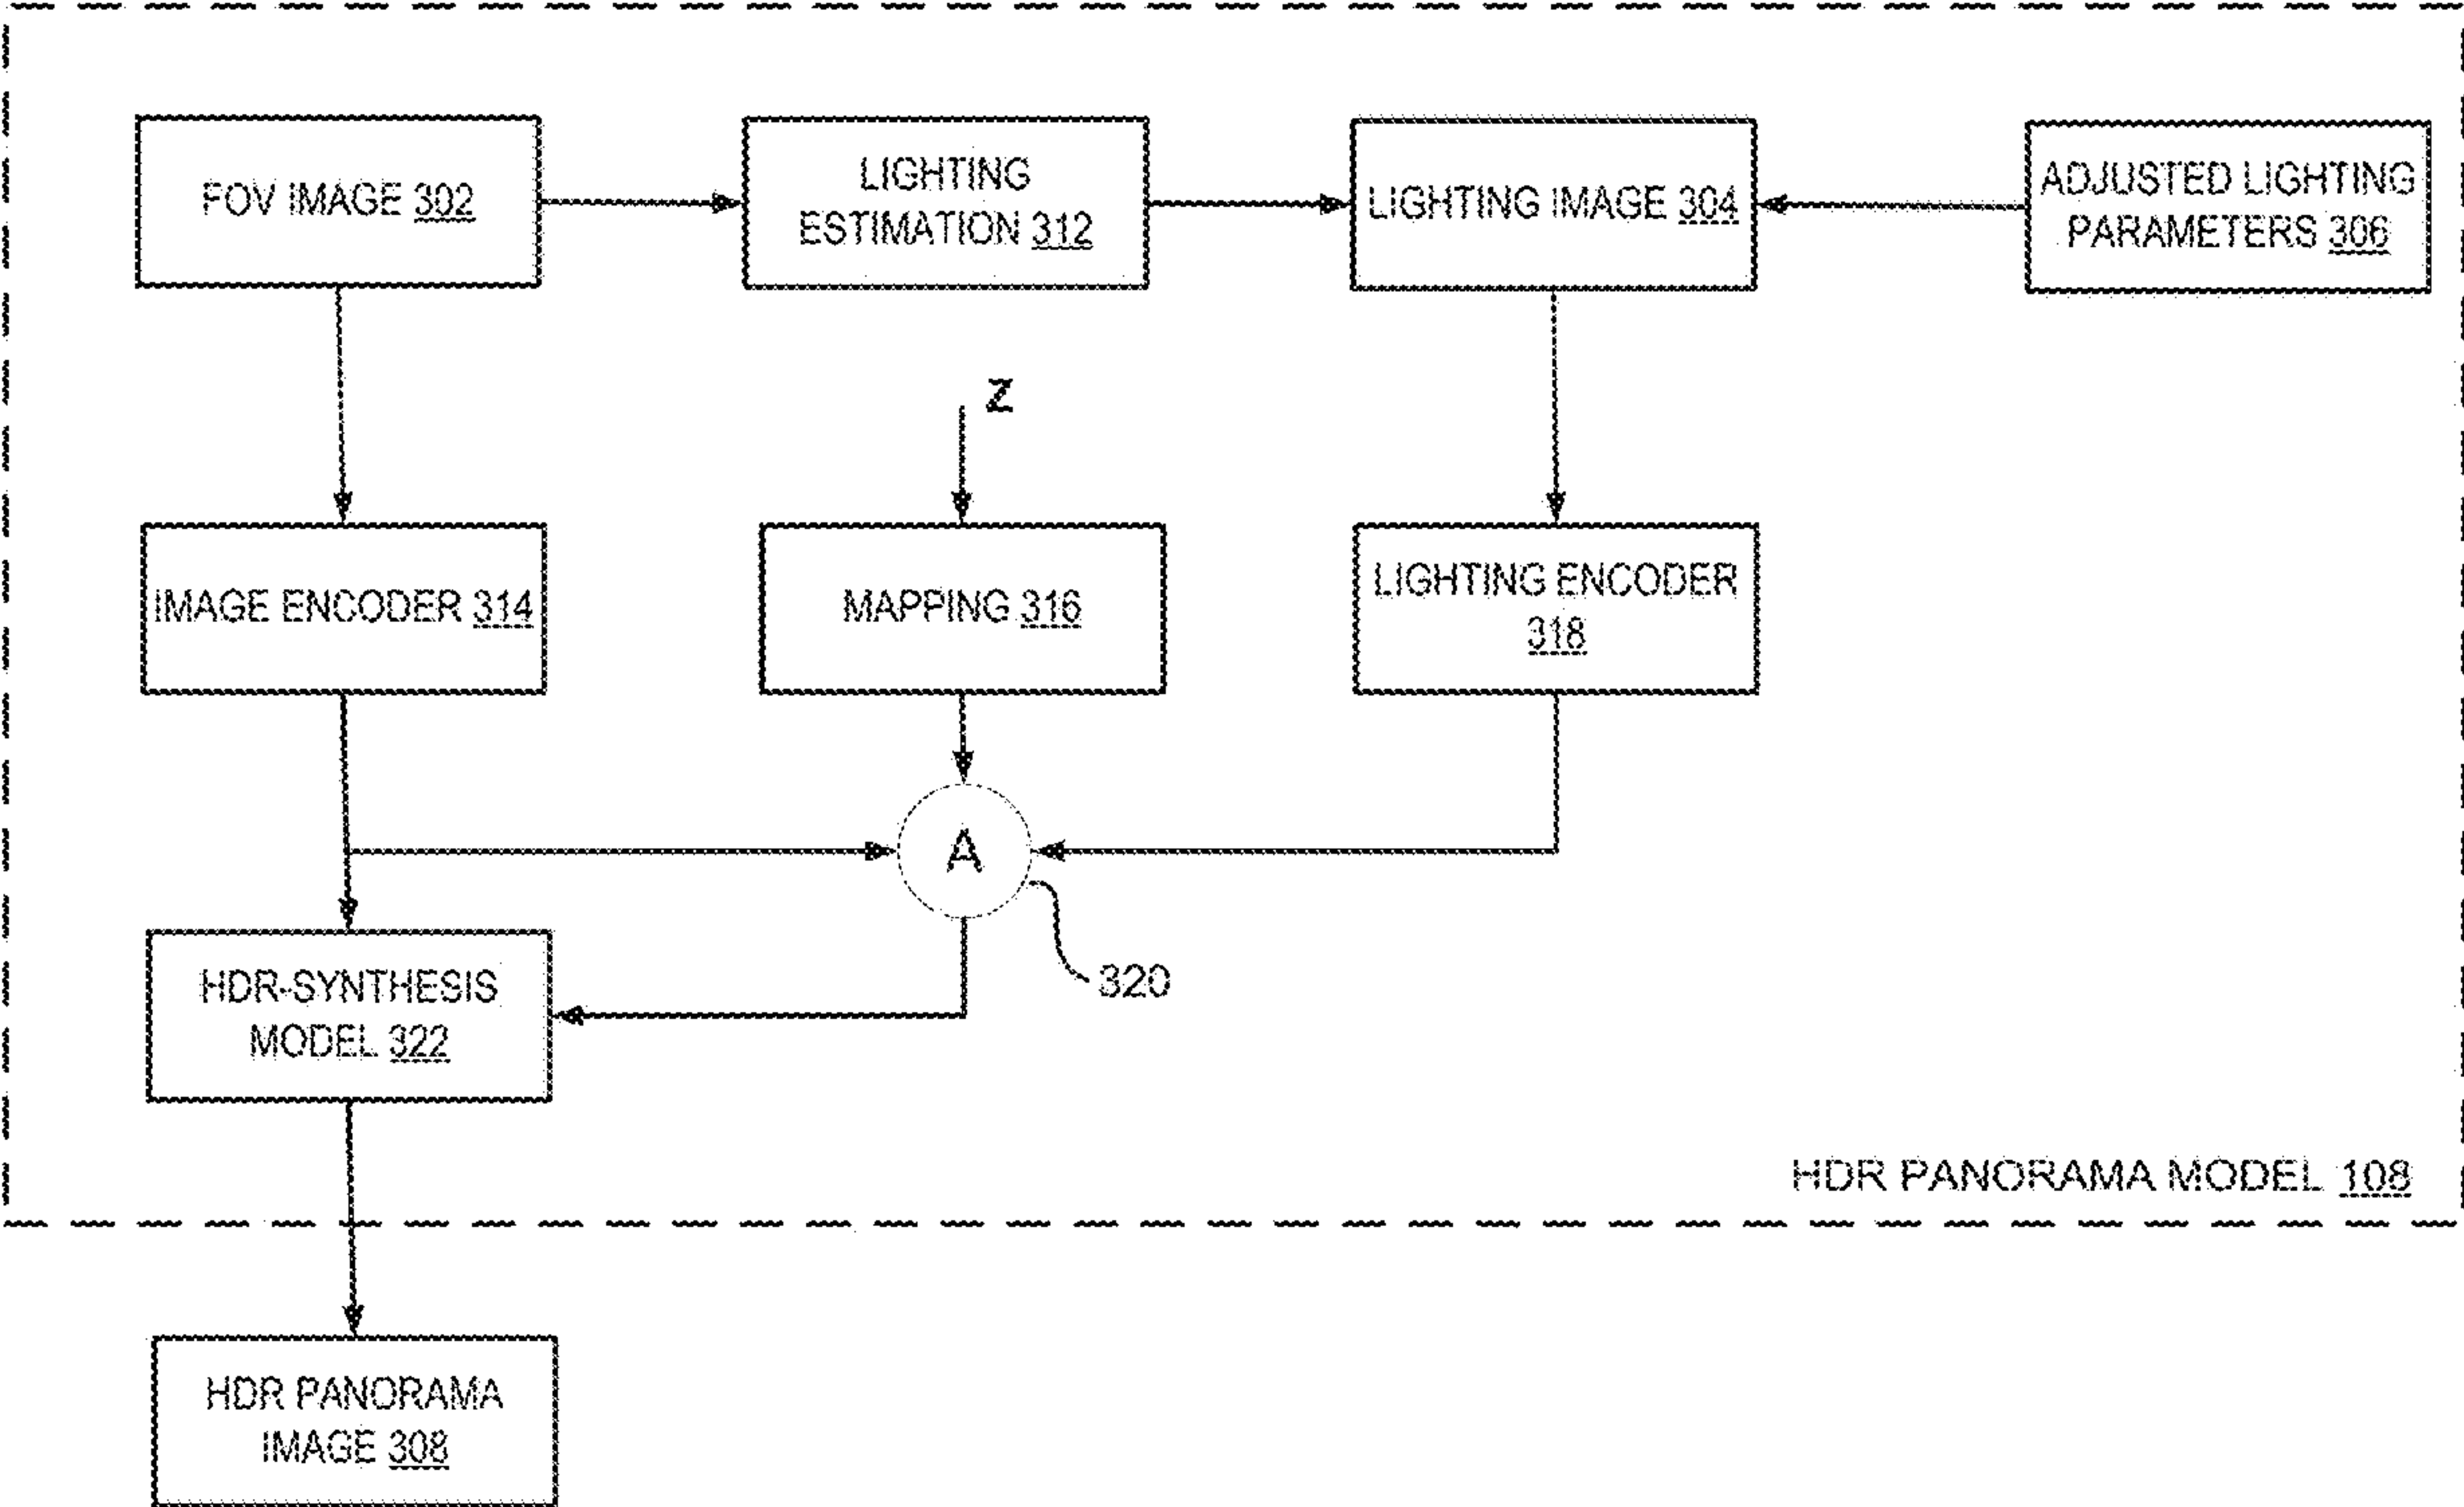 FOV IMAGE 302
LIGHTING
ESTIMATION 312
LIGHTING IMAGE 304
ADJUSTED LIGHTING
PARAMETERS 306
Z
IMAGE ENCODER 314
MAPPING 316
LIGHTING ENCODER
318
A
320
HDR-SYNTHESIS
MODEL 322
HDR PANORAMA MODEL 108
HDR PANORAMA
IMAGE 308